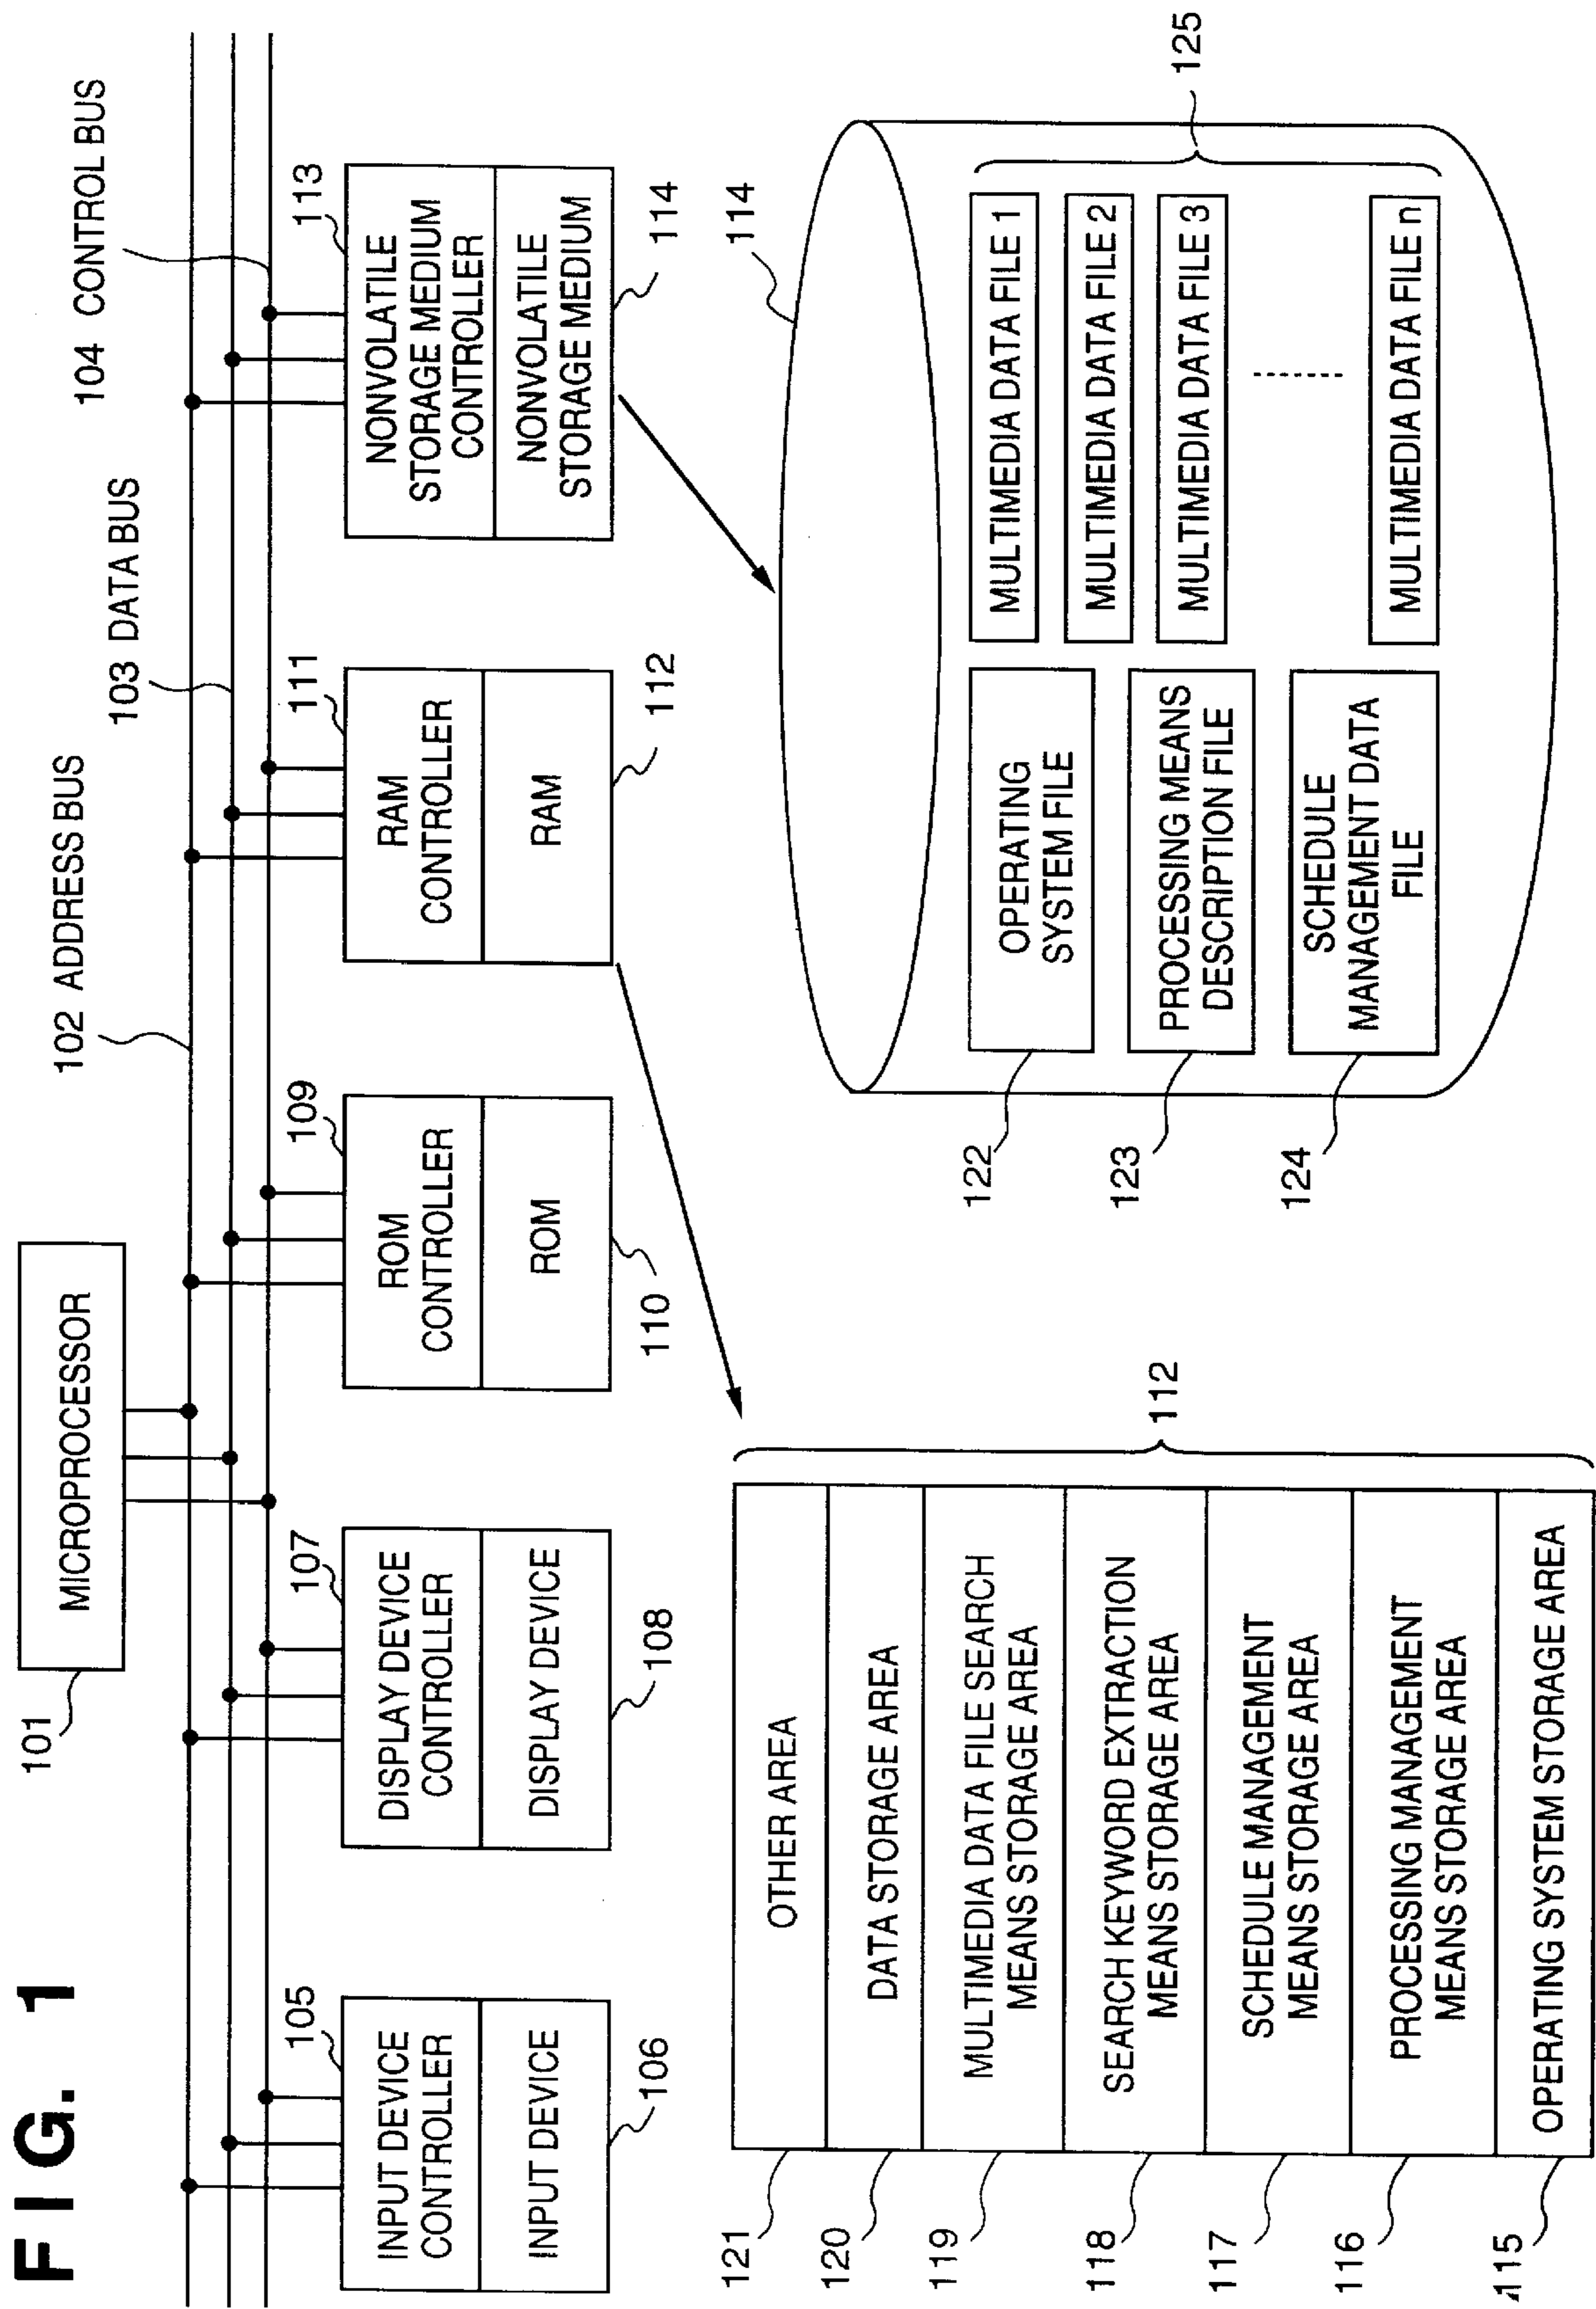 FIG. 1
101
MICROPROCESSOR
102 ADDRESS BUS
103 DATA BUS
104 CONTROL BUS
105
INPUT DEVICE
CONTROLLER
INPUT DEVICE
106
107
DISPLAY DEVICE
CONTROLLER
DISPLAY DEVICE
108
109
ROM
CONTROLLER
ROM
110
111
RAM
CONTROLLER
RAM
112
113
NONVOLATILE
STORAGE MEDIUM
CONTROLLER
NONVOLATILE
STORAGE MEDIUM
114
121
OTHER AREA
120
DATA STORAGE AREA
119
MULTIMEDIA DATA FILE SEARCH
MEANS STORAGE AREA
118
SEARCH KEYWORD EXTRACTION
MEANS STORAGE AREA
117
SCHEDULE MANAGEMENT
MEANS STORAGE AREA
116
PROCESSING MANAGEMENT
MEANS STORAGE AREA
115
OPERATING SYSTEM STORAGE AREA
112
114
122
OPERATING
SYSTEM FILE
123
PROCESSING MEANS
DESCRIPTION FILE
124
SCHEDULE
MANAGEMENT DATA
FILE
MULTIMEDIA DATA FILE 1
MULTIMEDIA DATA FILE 2
MULTIMEDIA DATA FILE 3
MULTIMEDIA DATA FILE n
125